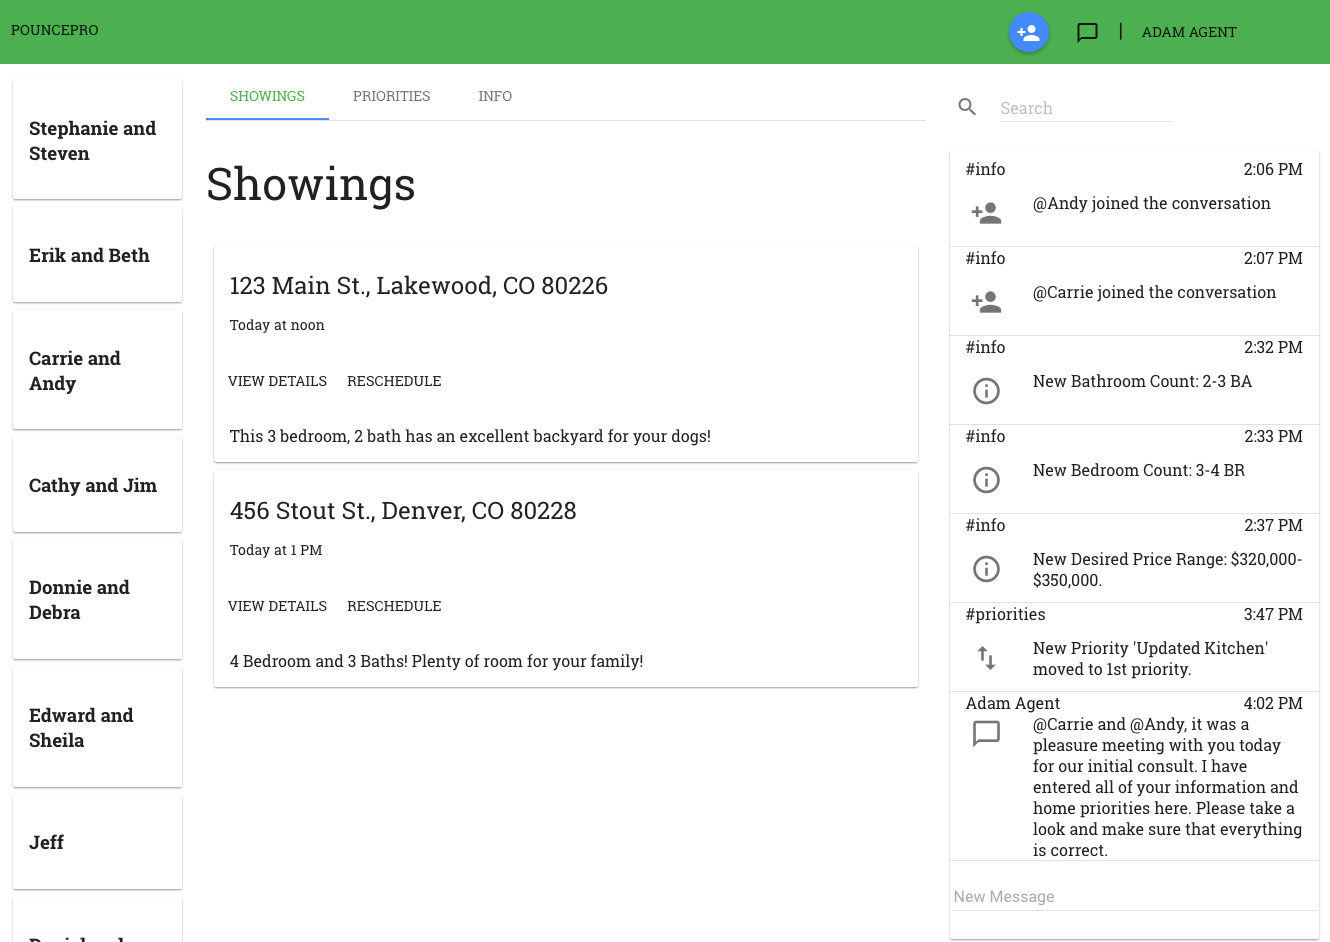 POUNCEPRO
ADAM AGENT
Stephanie and
Steven
Erik and Beth
Carrie and
Andy
Cathy and Jim
Donnie and
Debra
Edward and
Sheila
Jeff
SHOWINGS
PRIORITIES
INFO
Showings
123 Main St., Lakewood, CO 80226
Today at noon
VIEW DETAILS
RESCHEDULE
This 3 bedroom, 2 bath has an excellent backyard for your dogs!
456 Stout St., Denver, CO 80228
Today at 1 PM
VIEW DETAILS
RESCHEDULE
4 Bedroom and 3 Baths! Plenty of room for your family!
Search
#info 2:06 PM
@Andy joined the conversation
#info 2:07 PM
@Carrie joined the conversation
#info 2:32 PM
New Bathroom Count: 2-3 BA
#info 2:33 PM
New Bedroom Count: 3-4 BR
#info 2:37 PM
New Desired Price Range: $320,000-
$350,000.
#priorities 3:47 PM
New Priority 'Updated Kitchen'
moved to 1st priority.
Adam Agent 4:02 PM
@Carrie and @Andy, it was a
pleasure meeting with you today
for our initial consult. I have
entered all of your information and
home priorities here. Please take a
look and make sure that everything
is correct.
New Message